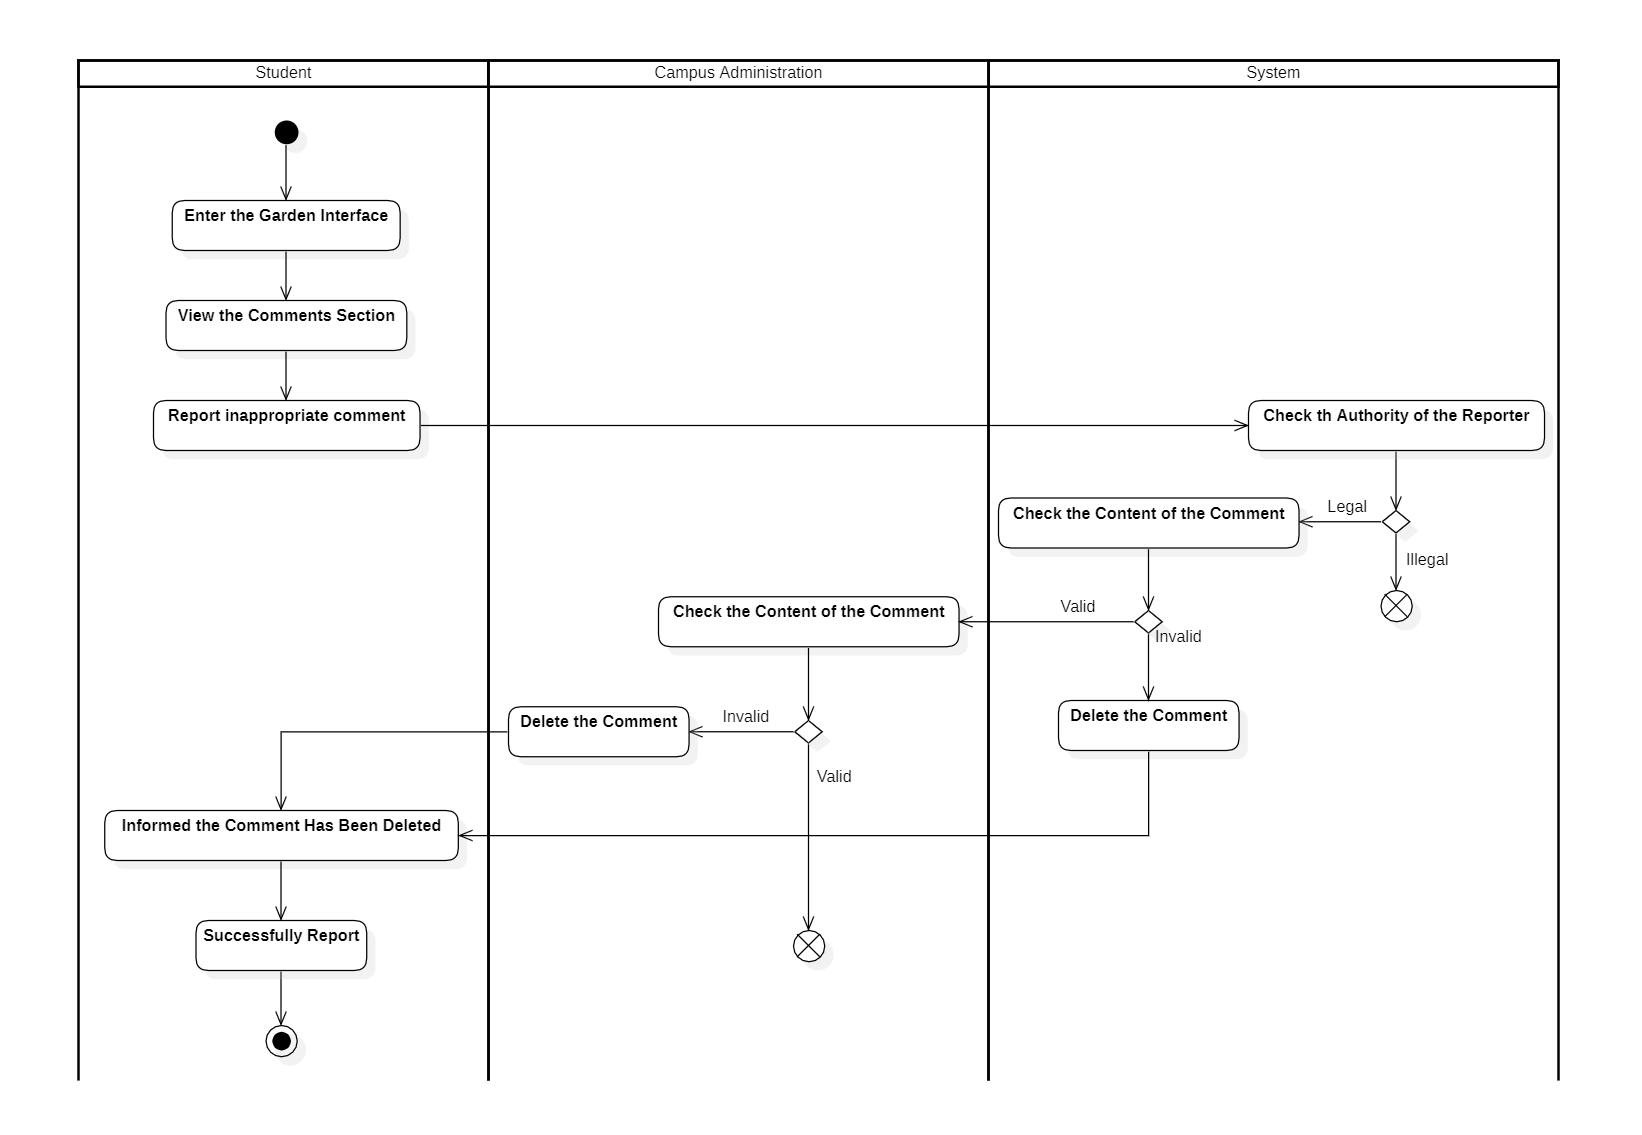 Student
Campus Administration
System
Enter the Garden Interface
View the Comments Section
Report inappropriate comment
Check th Authority of the Reporter
Legal
Check the Content of the Comment
Illegal
Valid
Check the Content of the Comment
Invalid
Invalid
Delete the Comment
Delete the Comment
Valid
Informed the Comment Has Been Deleted
Successfully Report